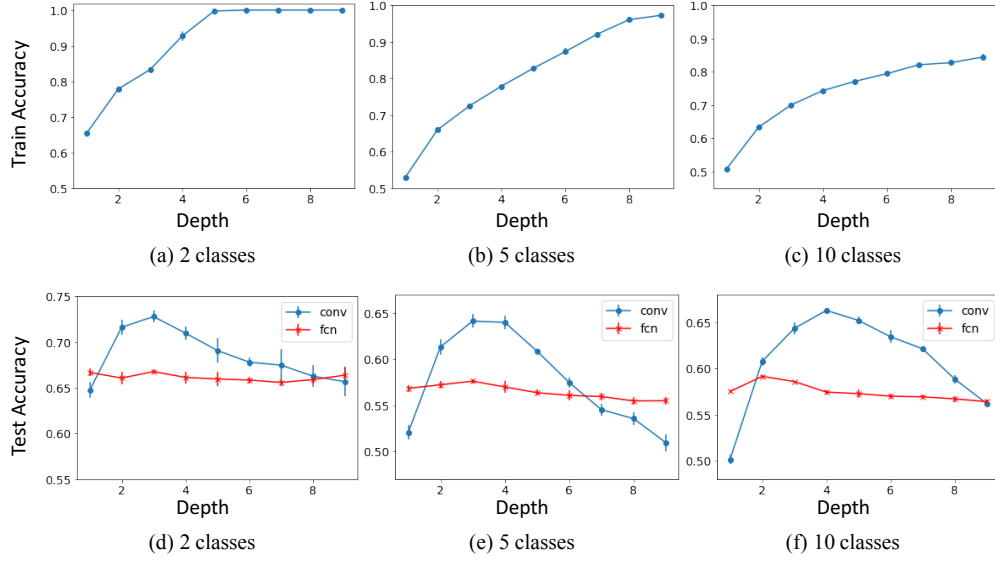 Train Accuracy
1.0
0.9
0.8
0.7
0.6
0.5
2 4 6 8
Depth
(a) 2 classes
1.0
0.9
0.8
0.7
0.6
0.5
2 4 6 8
Depth
(b) 5 classes
1.0
0.9
0.8
0.7
0.6
0.5
2 4 6 8
Depth
(c) 10 classes
Test Accuracy
0.75
0.70
0.65
0.60
0.55
conv
fcn
2 4 6 8
Depth
(d) 2 classes
0.65
0.60
0.55
0.50
conv
fcn
2 4 6 8
Depth
(e) 5 classes
0.65
0.60
0.55
0.50
conv
fcn
2 4 6 8
Depth
(f) 10 classes